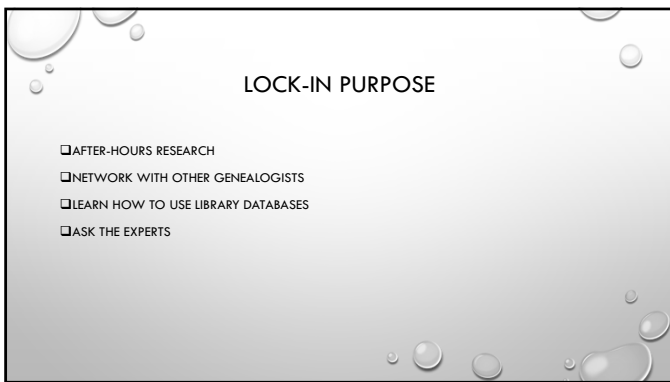 LOCK-IN PURPOSE
❑AFTER-HOURS RESEARCH
❑NETWORK WITH OTHER GENEALOGISTS
❑LEARN HOW TO USE LIBRARY DATABASES
❑ASK THE EXPERTS